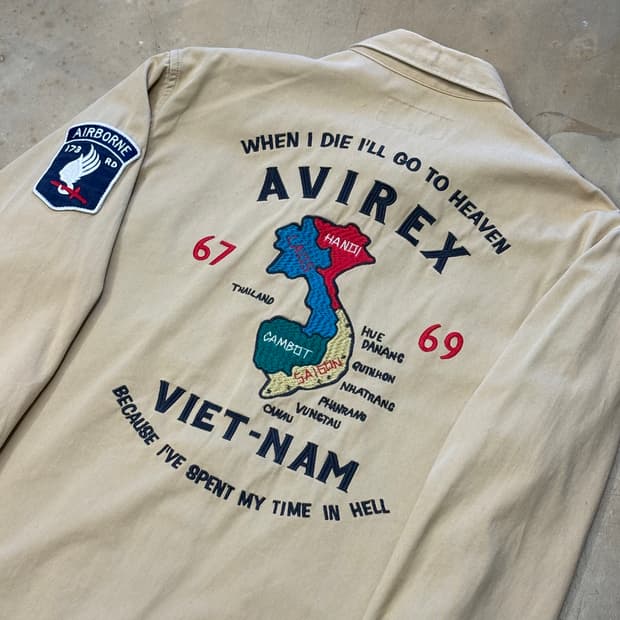 AIRBORNE
173 RD
WHEN I DIE I'LL GO TO HEAVEN
AVIREX
67
69
LAOS
HANOI
THAILAND
CAMBOT
SAIGON
HUE
DANANG
QUINHON
NHATRANG
PHANRANG
VUNGTAU
VIET-NAM
BECAUSE I'VE SPENT MY TIME IN HELL